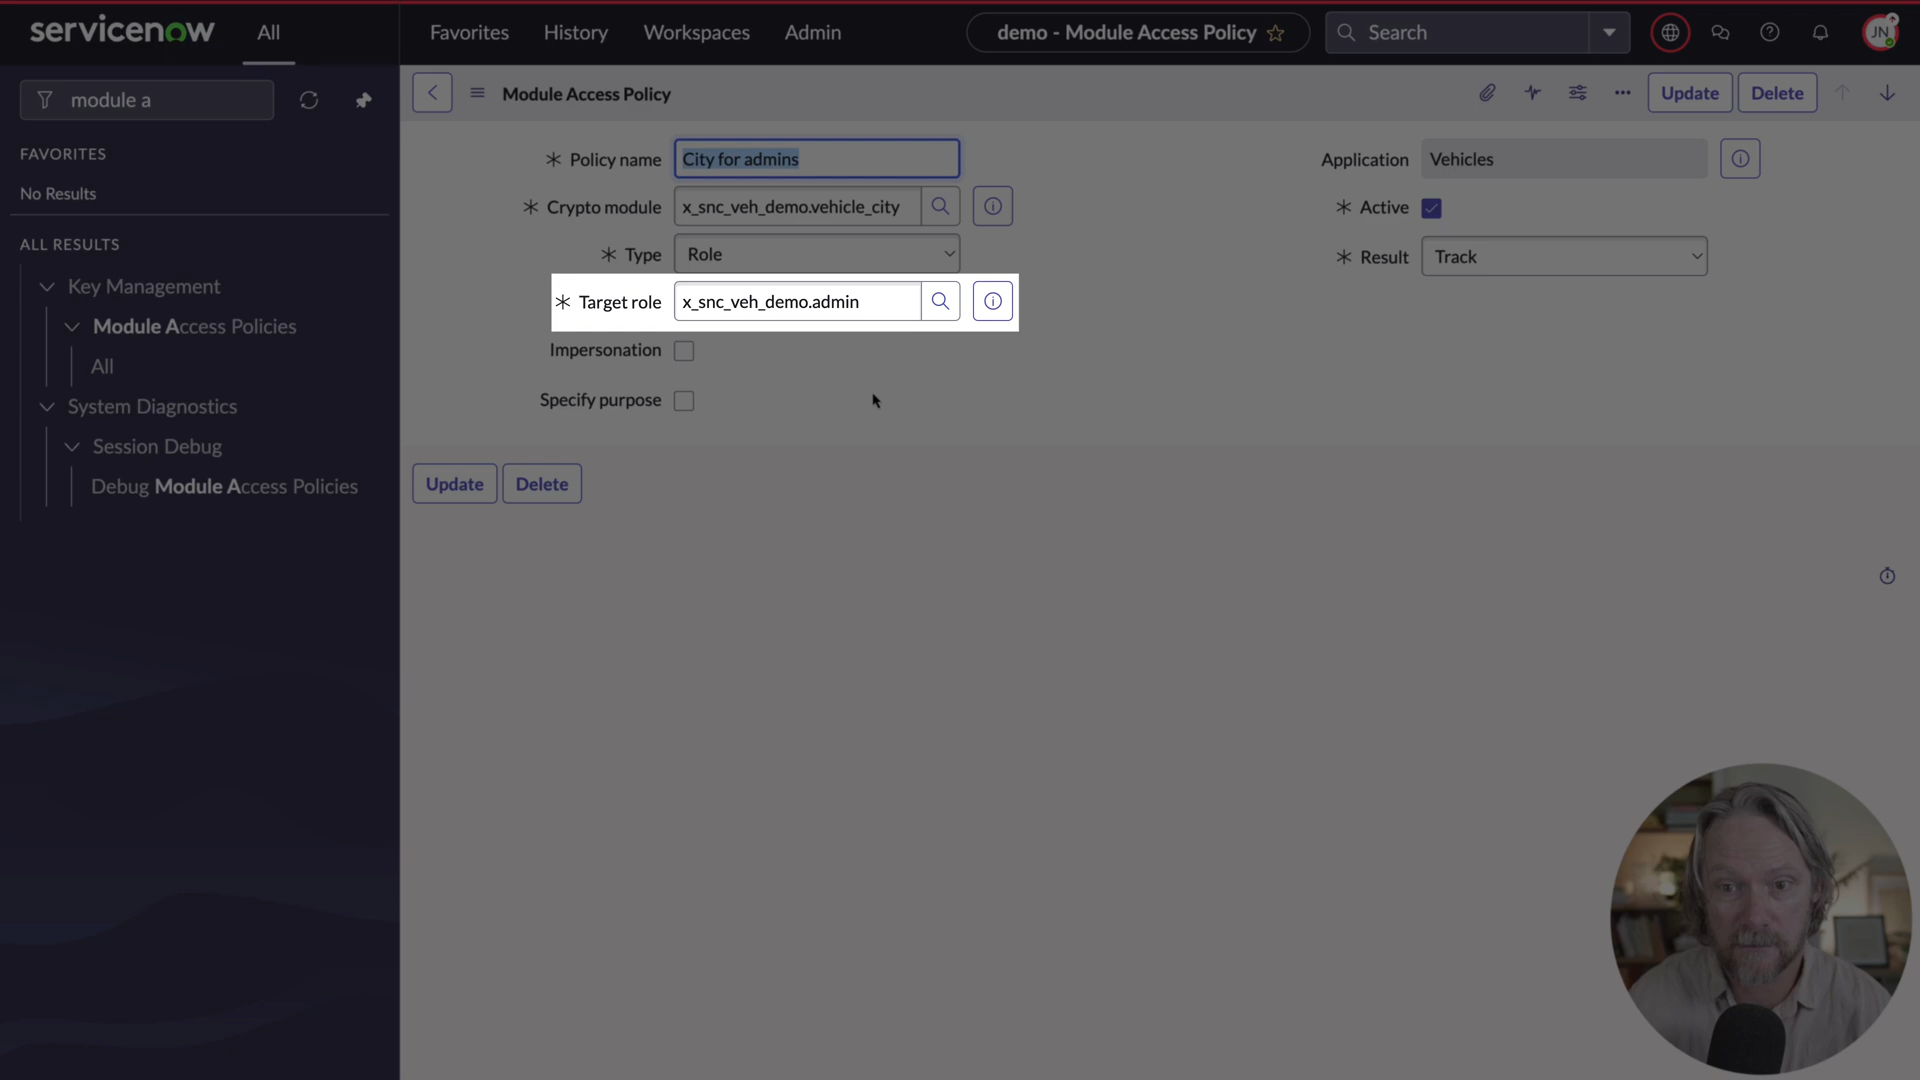 servicenow
All
Favorites
History
Workspaces
Admin
demo - Module Access Policy
Search
JN
module a
FAVORITES
No Results
ALL RESULTS
Key Management
Module Access Policies
All
System Diagnostics
Session Debug
Debug Module Access Policies
Module Access Policy
Update
Delete
Policy name City for admins
Crypto module x_snc_veh_demo.vehicle_city
Type Role
Target role x_snc_veh_demo.admin
Impersonation
Specify purpose
Application Vehicles
Active
Result Track
Update
Delete